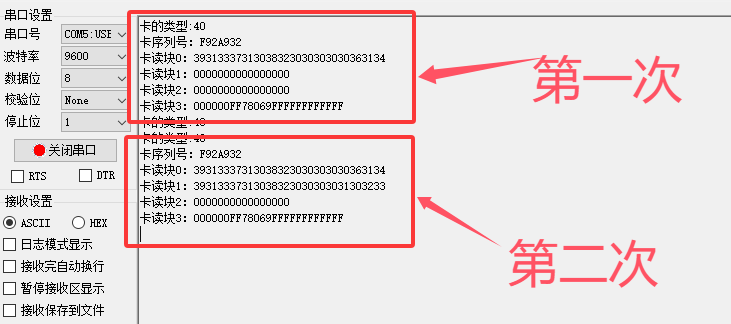 串口设置
串口号 COM5:USB
波特率 9600
数据位 8
校验位 None
停止位 1
关闭串口
RTS DTR
接收设置
ASCII HEX
日志模式显示
接收完自动换行
暂停接收区显示
接收保存到文件
卡的类型:40
卡序列号: F92A932
卡读块0: 39313337313038323030303030363134
卡读块1: 0000000000000000
卡读块2: 0000000000000000
卡读块3: 000000FF78069FFFFFFFFFFFF
卡的类型:40
卡的类型:40
卡序列号: F92A932
卡读块0: 39313337313038323030303030363134
卡读块1: 39313337313038323030303031303233
卡读块2: 0000000000000000
卡读块3: 000000FF78069FFFFFFFFFFFF
第一次
第二次